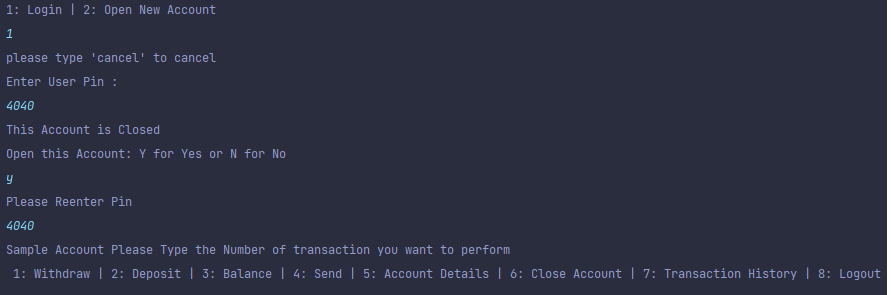 1: Login | 2: Open New Account
1
please type 'cancel' to cancel
Enter User Pin :
4040
This Account is Closed
Open this Account: Y for Yes or N for No
y
Please Reenter Pin
4040
Sample Account Please Type the Number of transaction you want to perform
1: Withdraw | 2: Deposit | 3: Balance | 4: Send | 5: Account Details | 6: Close Account | 7: Transaction History | 8: Logout